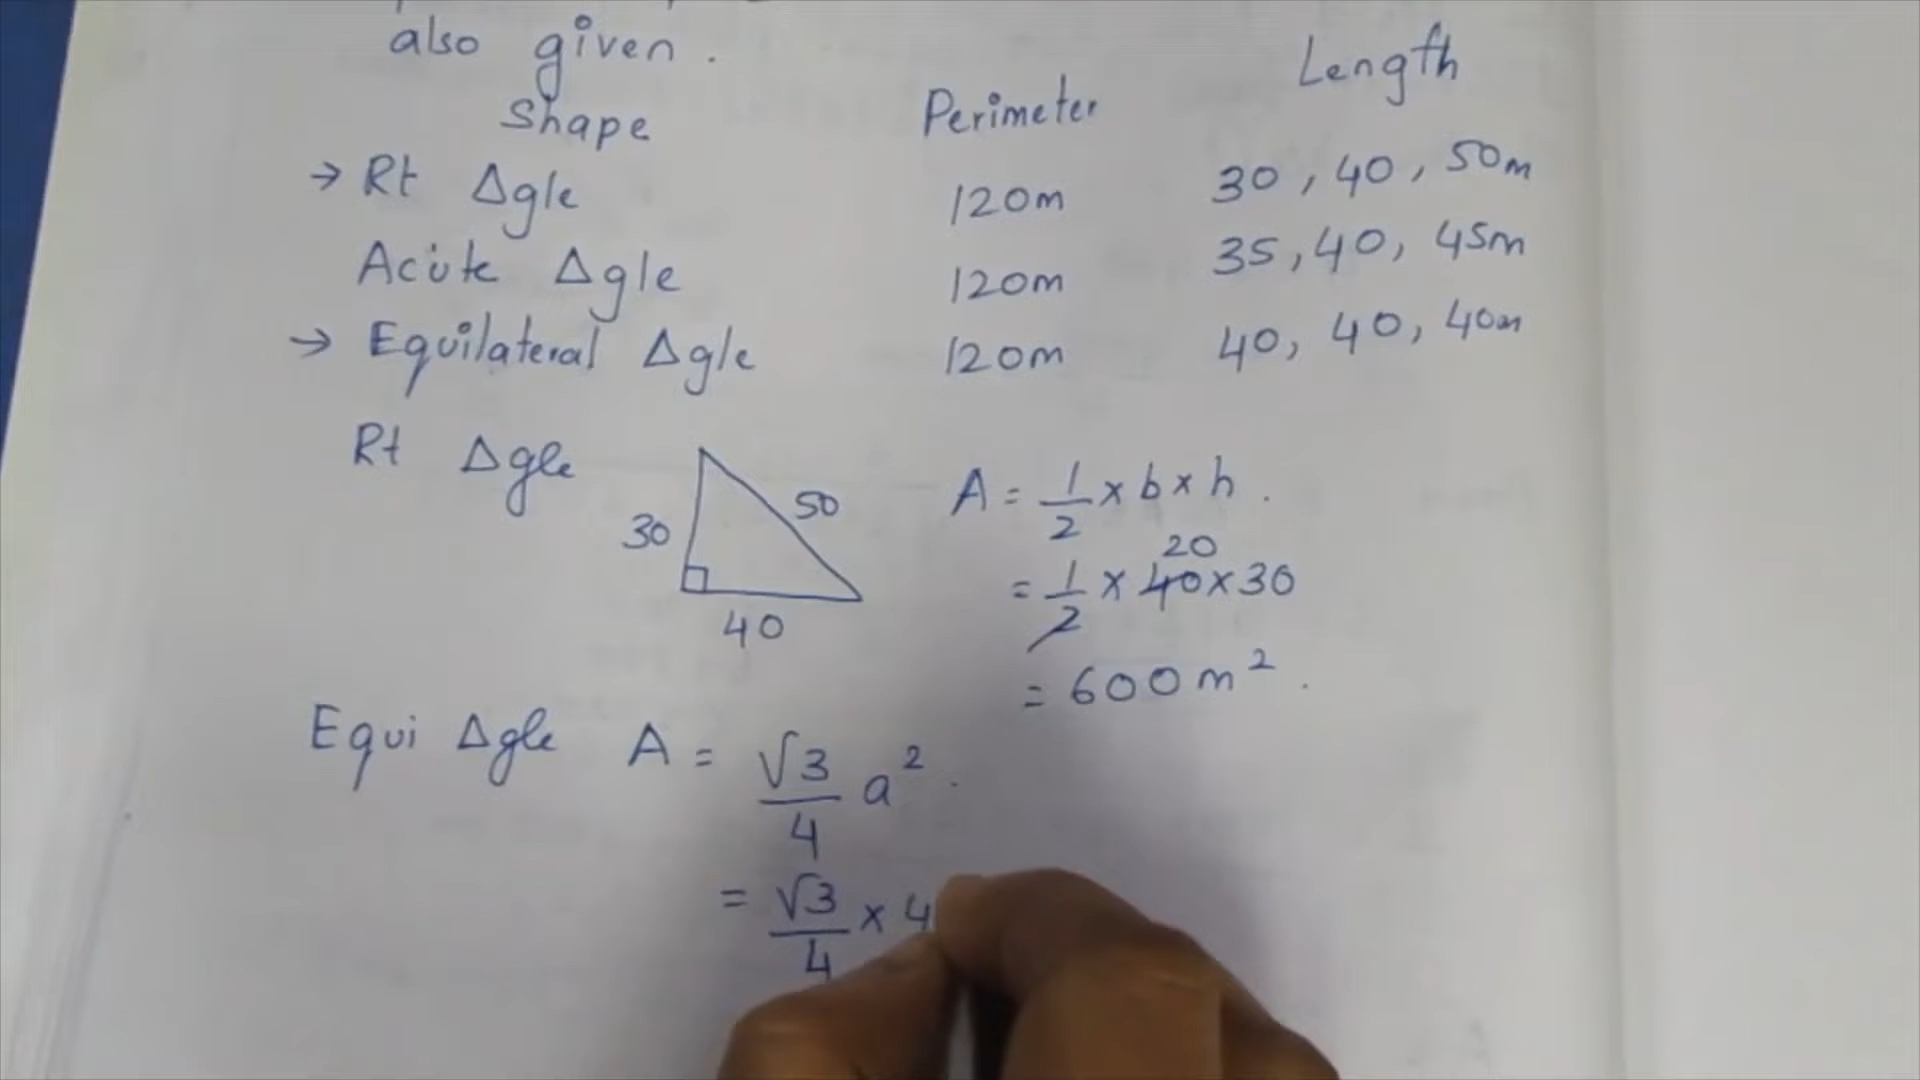 also given.
Shape Perimeter Length
→ Rt Δgle 120m 30, 40, 50m
Acute Δgle 120m 35, 40, 45m
→ Equilateral Δgle 120m 40, 40, 40m
Rt Δgle
30
50
40
A = 1/2 × b × h.
20
= 1/2 × 40 × 30
= 600m².
Equi Δgle A = √3/4 a².
= √3/4 × 4